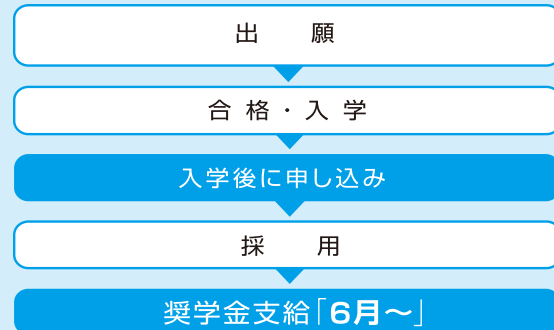 出　　願
合 格 ・ 入 学
入学後に申し込み
採　　用
奨学金支給「6月～」